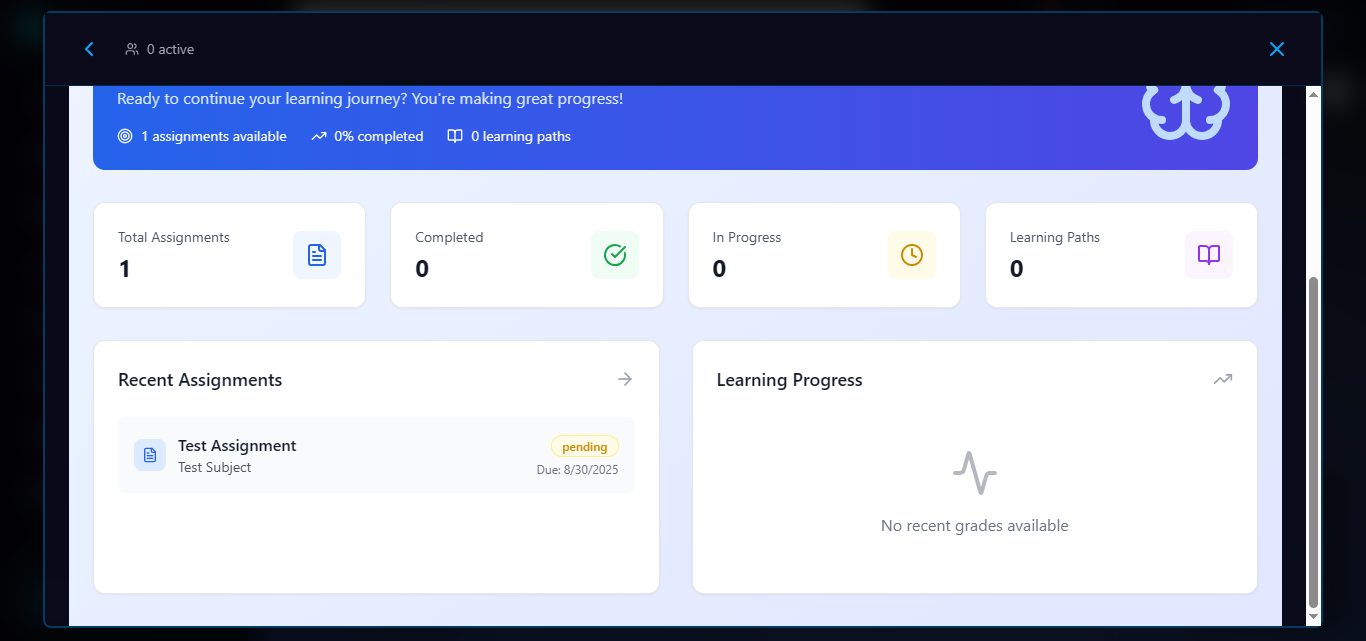 0 active
Ready to continue your learning journey? You're making great progress!
1 assignments available 0% completed 0 learning paths
Total Assignments
1
Completed
0
In Progress
0
Learning Paths
0
Recent Assignments
Test Assignment
Test Subject
pending
Due: 8/30/2025
Learning Progress
No recent grades available